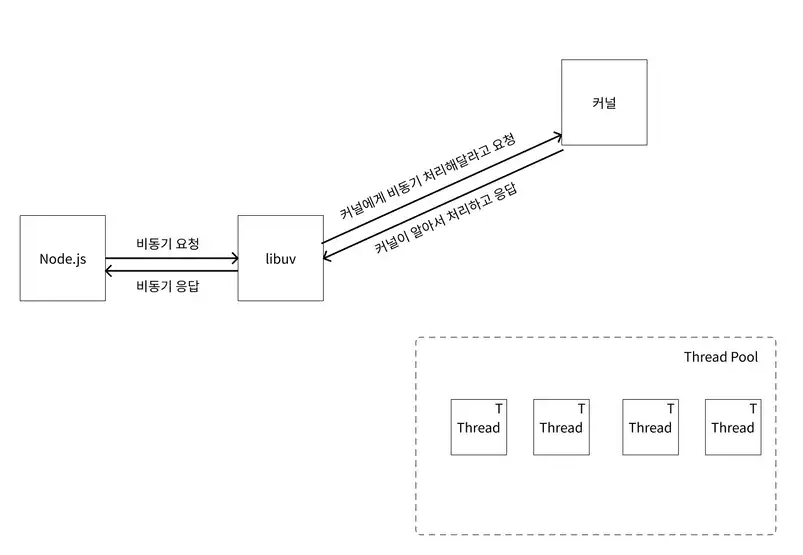 커널
커널에게 비동기 처리해달라고 요청
커널이 알아서 처리하고 응답
Node.js
비동기 요청
비동기 응답
libuv
Thread Pool
T
Thread
T
Thread
T
Thread
T
Thread